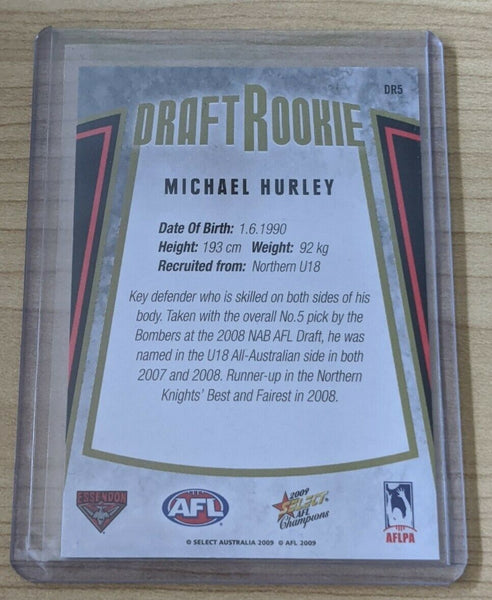 DR5
DRAFT ROOKIE
MICHAEL HURLEY
Date Of Birth: 1.6.1990
Height: 193 cm Weight: 92 kg
Recruited from: Northern U18
Key defender who is skilled on both sides of his
body. Taken with the overall No.5 pick by the
Bombers at the 2008 NAB AFL Draft, he was
named in the U18 All-Australian side in both
2007 and 2008. Runner-up in the Northern
Knights' Best and Fairest in 2008.
ESSENDON
AFL
2009
SELECT
AFL
Champions
AFLPA
© SELECT AUSTRALIA 2009 © AFL 2009